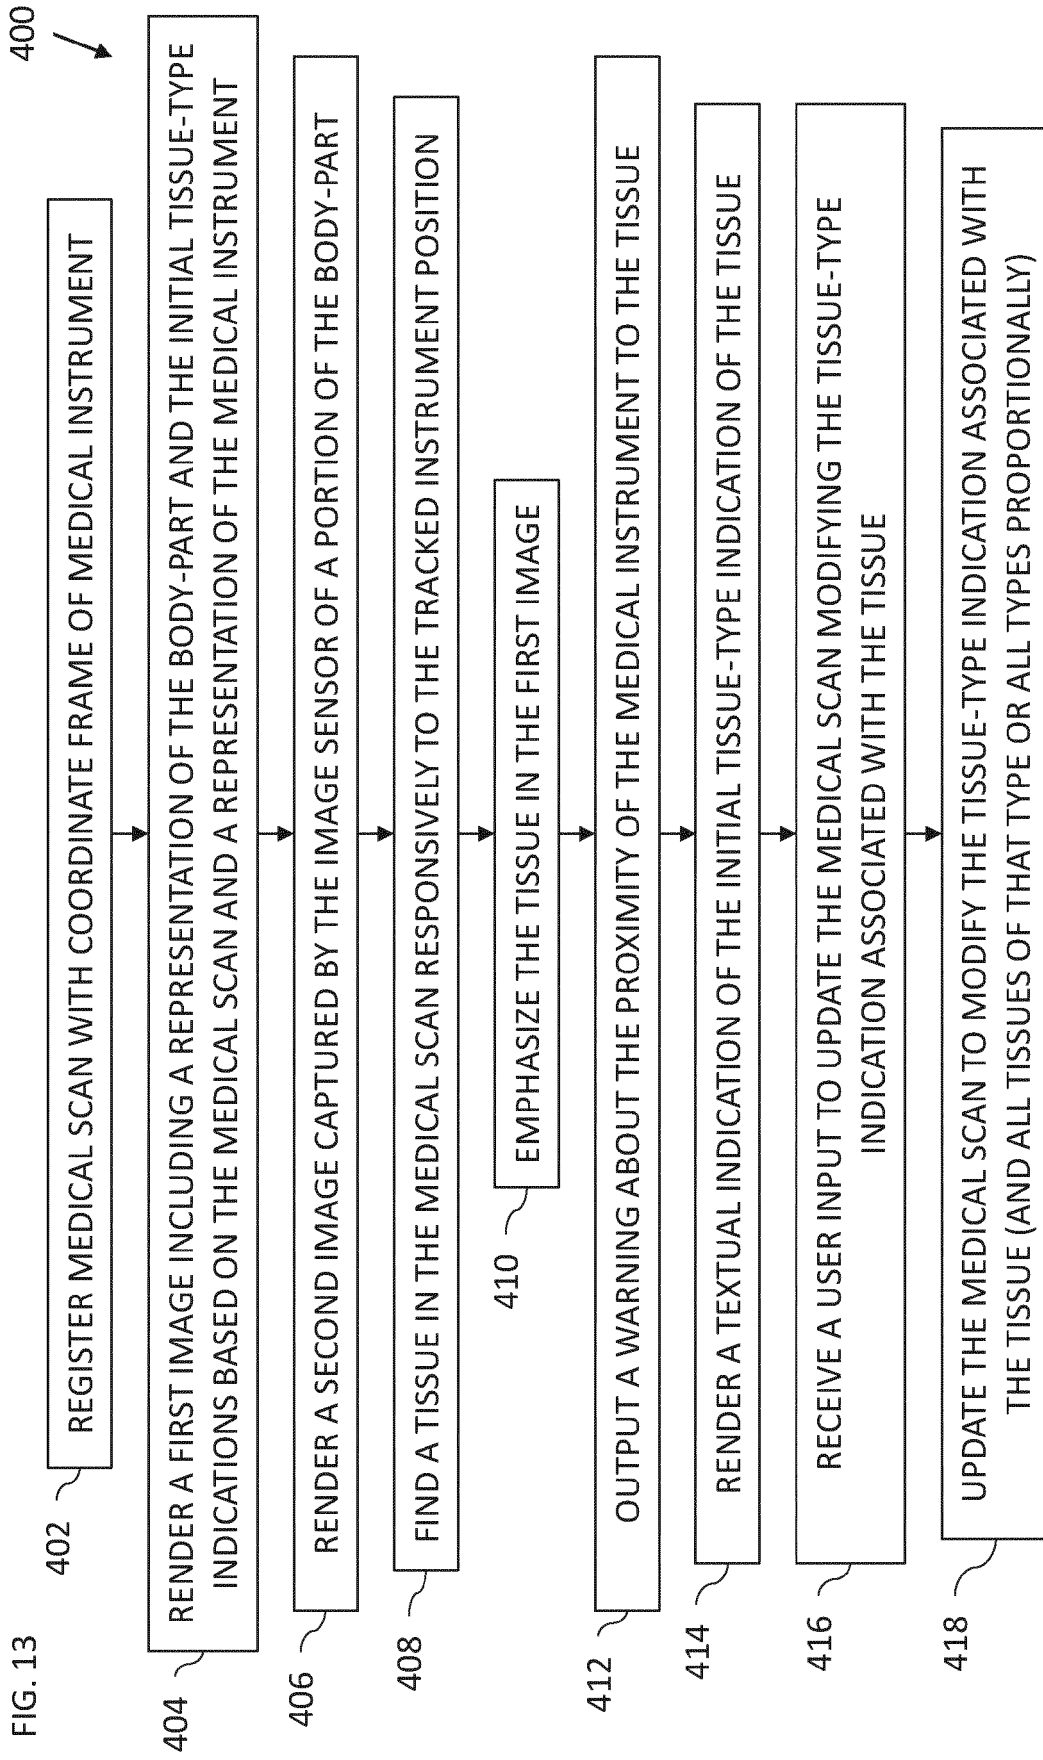 FIG. 13
400
402
REGISTER MEDICAL SCAN WITH COORDINATE FRAME OF MEDICAL INSTRUMENT
404
RENDER A FIRST IMAGE INCLUDING A REPRESENTATION OF THE BODY-PART AND THE INITIAL TISSUE-TYPE
INDICATIONS BASED ON THE MEDICAL SCAN AND A REPRESENTATION OF THE MEDICAL INSTRUMENT
406
RENDER A SECOND IMAGE CAPTURED BY THE IMAGE SENSOR OF A PORTION OF THE BODY-PART
408
FIND A TISSUE IN THE MEDICAL SCAN RESPONSIVELY TO THE TRACKED INSTRUMENT POSITION
410
EMPHASIZE THE TISSUE IN THE FIRST IMAGE
412
OUTPUT A WARNING ABOUT THE PROXIMITY OF THE MEDICAL INSTRUMENT TO THE TISSUE
414
RENDER A TEXTUAL INDICATION OF THE INITIAL TISSUE-TYPE INDICATION OF THE TISSUE
416
RECEIVE A USER INPUT TO UPDATE THE MEDICAL SCAN MODIFYING THE TISSUE-TYPE
INDICATION ASSOCIATED WITH THE TISSUE
418
UPDATE THE MEDICAL SCAN TO MODIFY THE TISSUE-TYPE INDICATION ASSOCIATED WITH
THE TISSUE (AND ALL TISSUES OF THAT TYPE OR ALL TYPES PROPORTIONALLY)